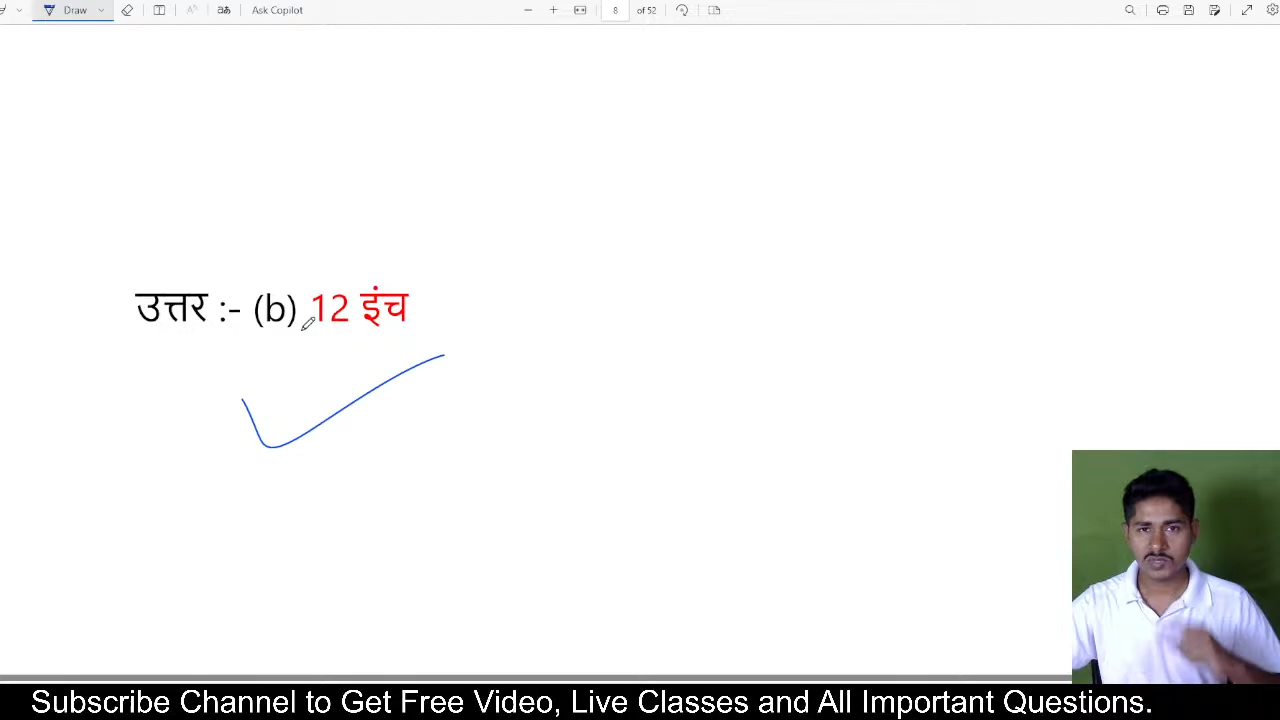 Draw Ask Copilot 8 of 52
उत्तर :- (b) 12 इंच
Subscribe Channel to Get Free Video, Live Classes and All Important Questions.